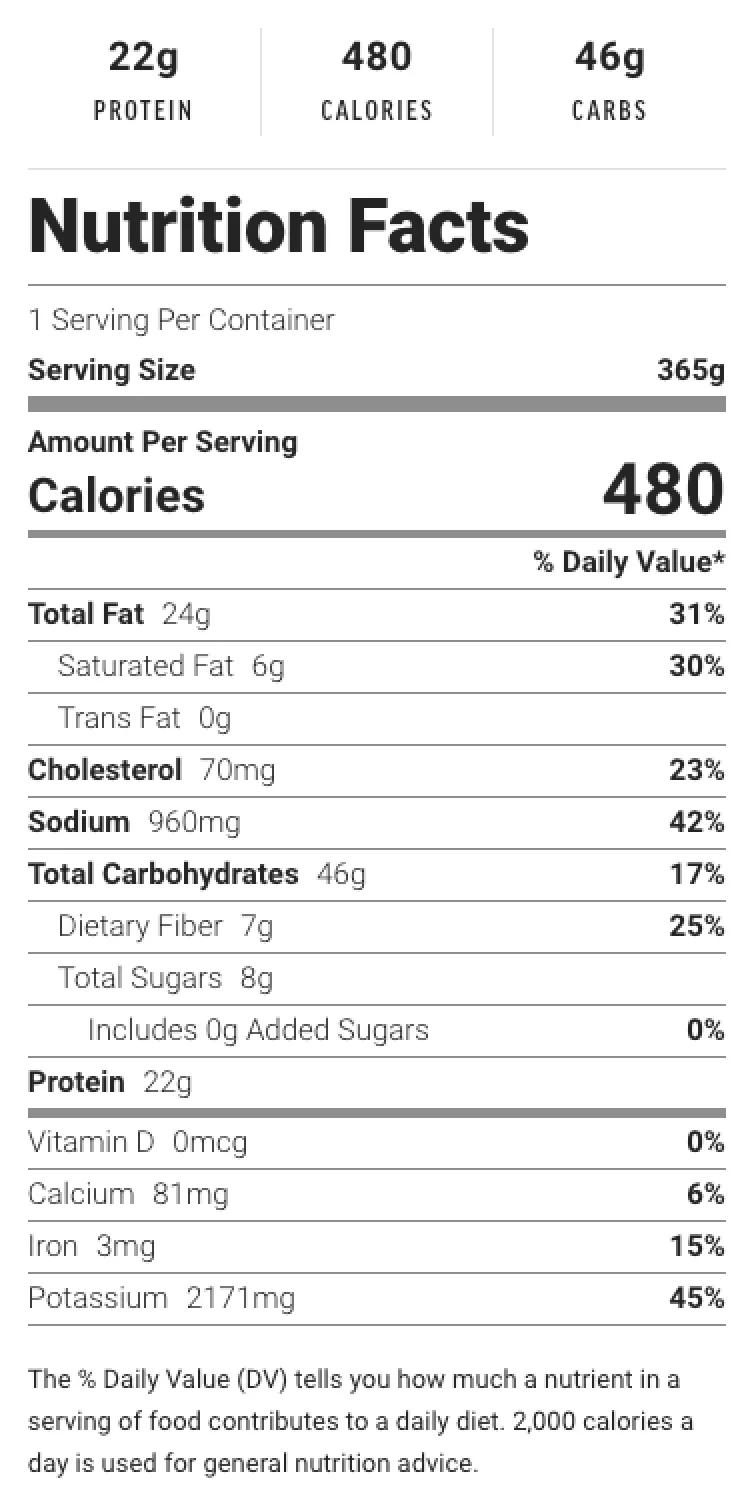 22g 480 46g
PROTEIN CALORIES CARBS
Nutrition Facts
1 Serving Per Container
Serving Size 365g
Amount Per Serving
Calories 480
% Daily Value*
Total Fat 24g 31%
Saturated Fat 6g 30%
Trans Fat 0g
Cholesterol 70mg 23%
Sodium 960mg 42%
Total Carbohydrates 46g 17%
Dietary Fiber 7g 25%
Total Sugars 8g
Includes 0g Added Sugars 0%
Protein 22g
Vitamin D 0mcg 0%
Calcium 81mg 6%
Iron 3mg 15%
Potassium 2171mg 45%
The % Daily Value (DV) tells you how much a nutrient in a
serving of food contributes to a daily diet. 2,000 calories a
day is used for general nutrition advice.